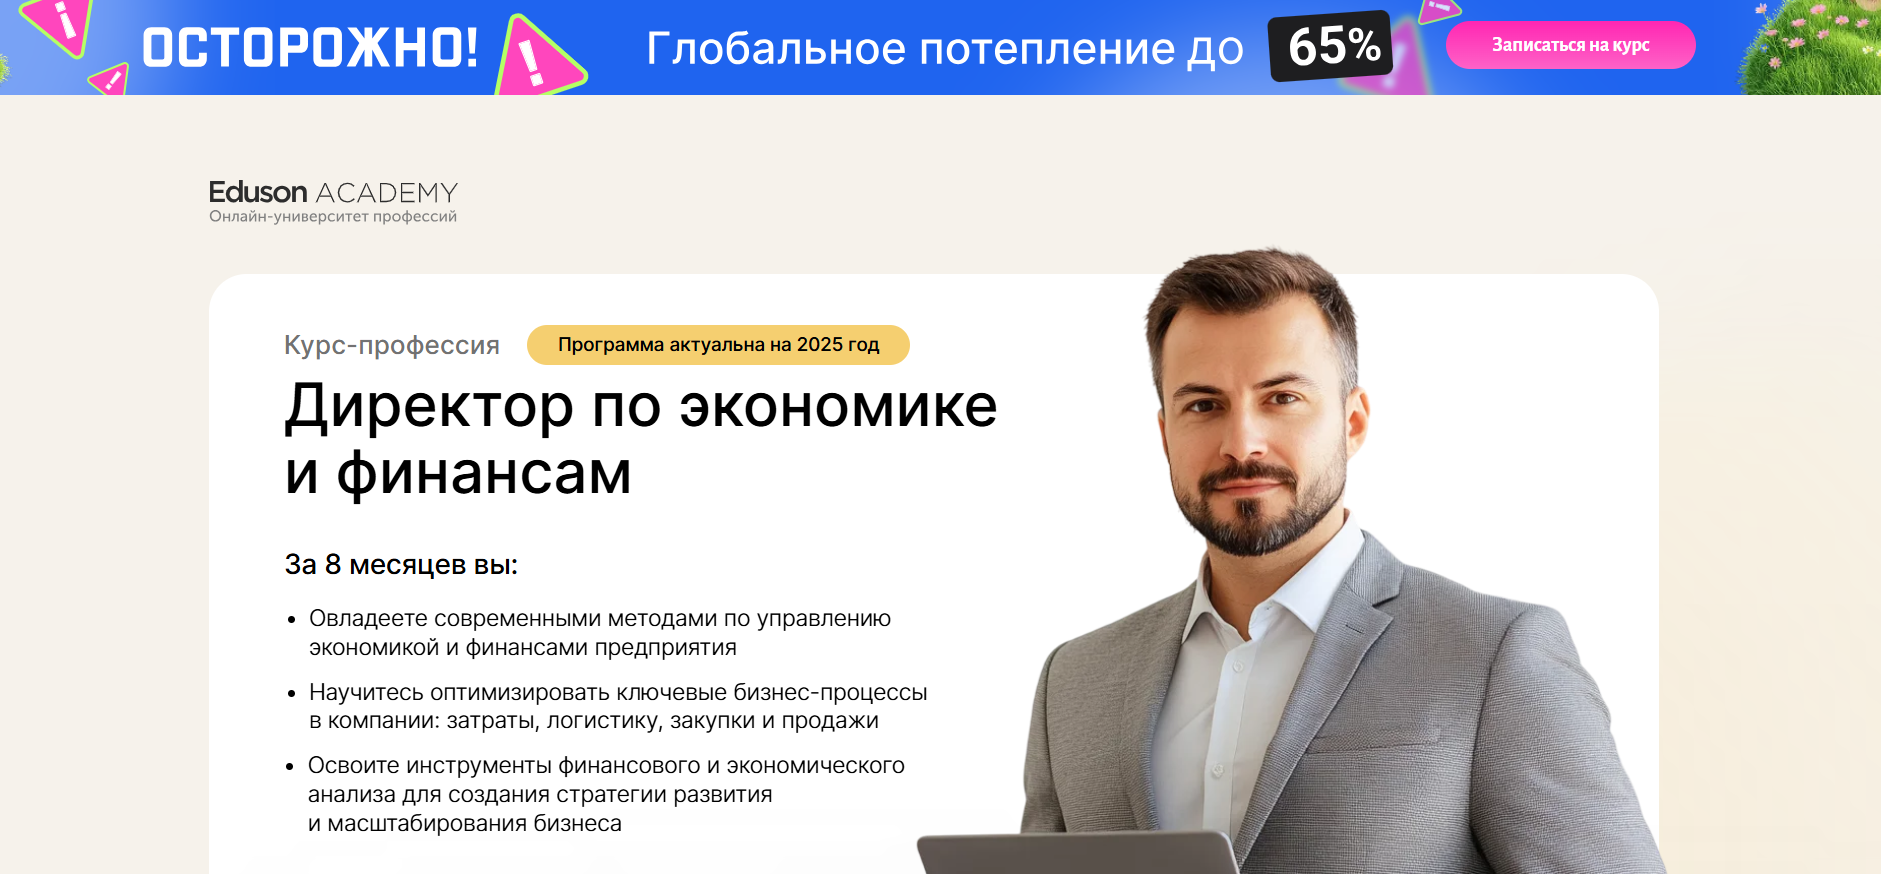 ОСТОРОЖНО!
Глобальное потепление до 65%
Записаться на курс
Eduson ACADEMY
Онлайн-университет профессий
Курс-профессия
Программа актуальна на 2025 год
Директор по экономике
и финансам
За 8 месяцев вы:
• Овладеете современными методами по управлению
экономикой и финансами предприятия
• Научитесь оптимизировать ключевые бизнес-процессы
в компании: затраты, логистику, закупки и продажи
• Освоите инструменты финансового и экономического
анализа для создания стратегии развития
и масштабирования бизнеса